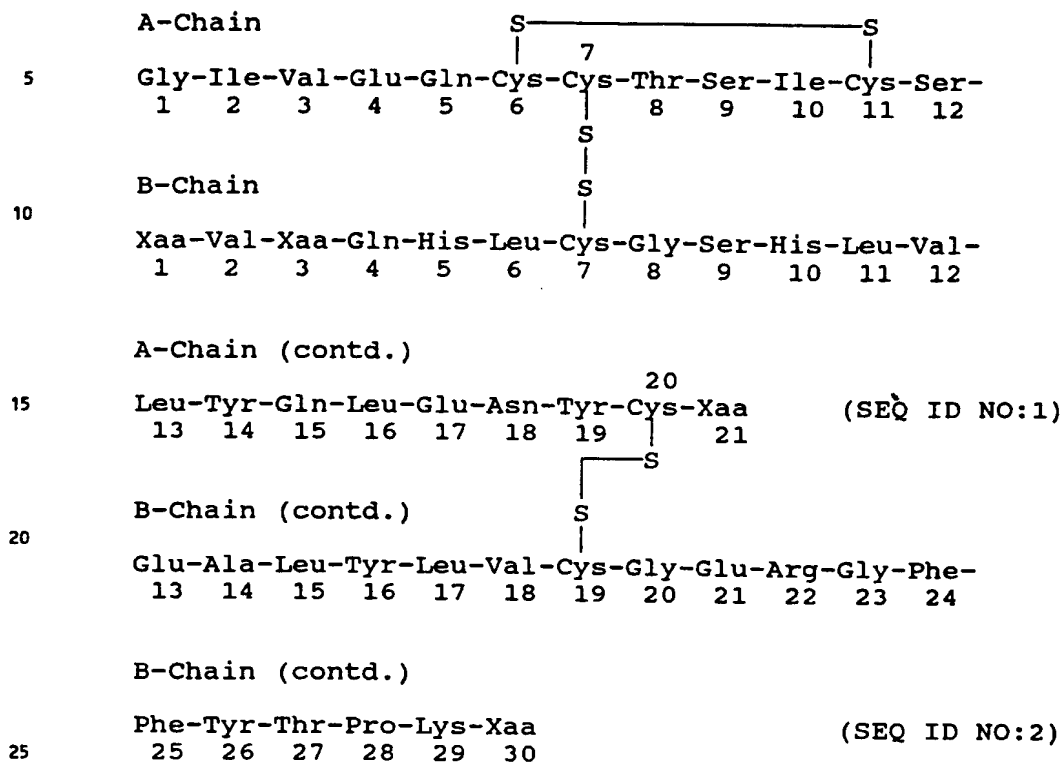 A-Chain S S
7
5 Gly-Ile-Val-Glu-Gln-Cys-Cys-Thr-Ser-Ile-Cys-Ser-
1 2 3 4 5 6 8 9 10 11 12
S
S
B-Chain
10
Xaa-Val-Xaa-Gln-His-Leu-Cys-Gly-Ser-His-Leu-Val-
1 2 3 4 5 6 7 8 9 10 11 12
A-Chain (contd.)
20
15 Leu-Tyr-Gln-Leu-Glu-Asn-Tyr-Cys-Xaa (SEQ ID NO:1)
13 14 15 16 17 18 19 21
S
B-Chain (contd.) S
20
Glu-Ala-Leu-Tyr-Leu-Val-Cys-Gly-Glu-Arg-Gly-Phe-
13 14 15 16 17 18 19 20 21 22 23 24
B-Chain (contd.)
Phe-Tyr-Thr-Pro-Lys-Xaa (SEQ ID NO:2)
25 25 26 27 28 29 30